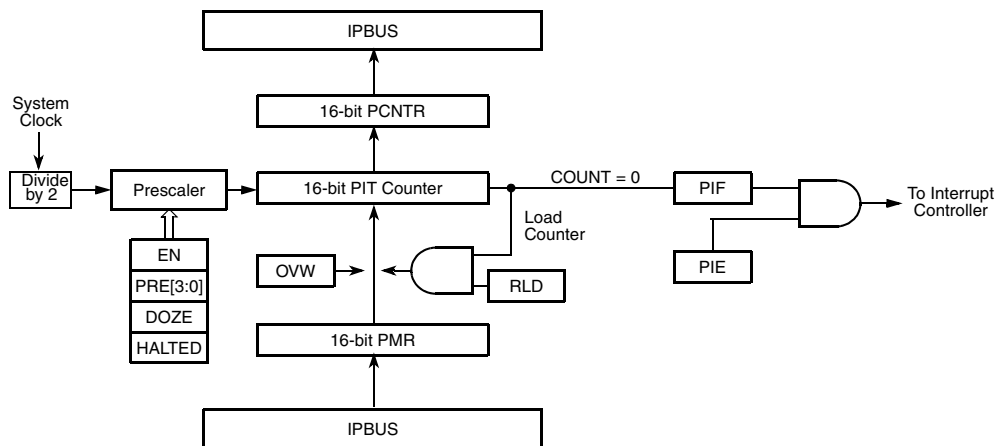 IPBUS
16-bit PCNTR
System
Clock
Divide
by 2
Prescaler
16-bit PIT Counter
COUNT = 0
PIF
To Interrupt
Controller
Load
Counter
EN
PRE[3:0]
DOZE
HALTED
OVW
RLD
PIE
16-bit PMR
IPBUS